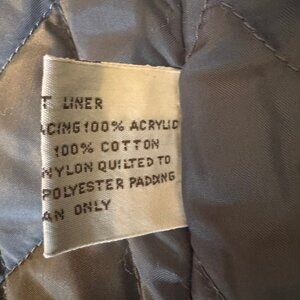 T LINER
ACING 100% ACRYLIC
100% COTTON
NYLON QUILTED TO
POLYESTER PADDING
AN ONLY